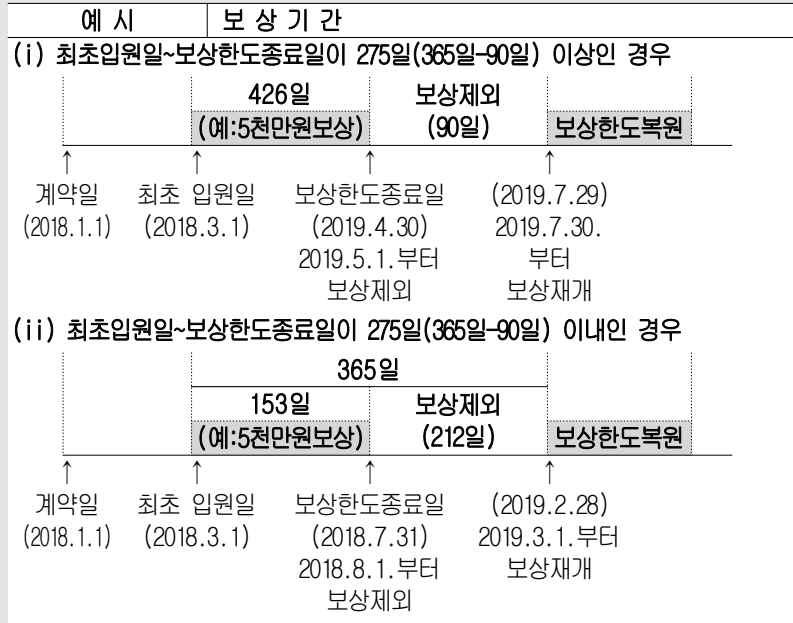 예 시 보 상 기 간
(i) 최초입원일~보상한도종료일이 275일(365일-90일) 이상인 경우
426일 보상제외
(예:5천만원보상) (90일) 보상한도복원
↑ ↑ ↑ ↑
계약일 최초 입원일 보상한도종료일 (2019.7.29)
(2018.1.1) (2018.3.1) (2019.4.30) 2019.7.30.
2019.5.1.부터 부터
보상제외 보상재개
(ii) 최초입원일~보상한도종료일이 275일(365일-90일) 이내인 경우
365일
153일 보상제외
(예:5천만원보상) (212일) 보상한도복원
↑ ↑ ↑ ↑
계약일 최초 입원일 보상한도종료일 (2019.2.28)
(2018.1.1) (2018.3.1) (2018.7.31) 2019.3.1.부터
2018.8.1.부터 보상재개
보상제외